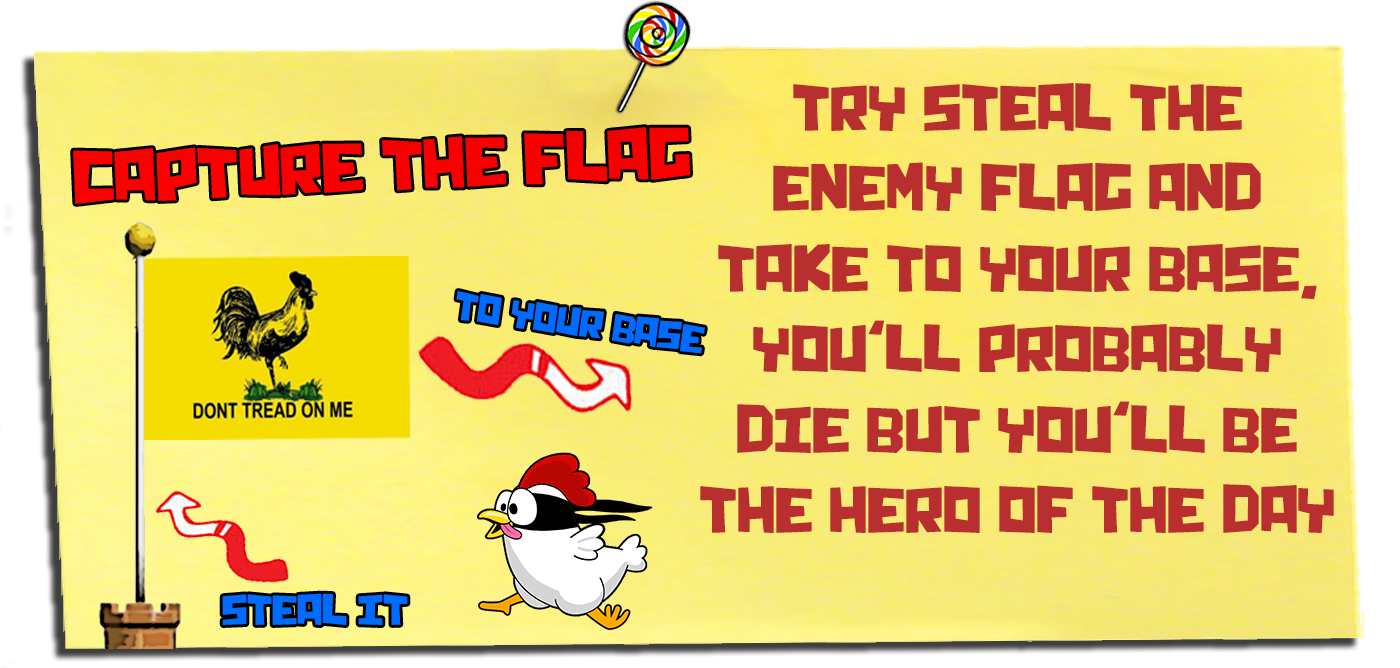 CAPTURE THE FLAG
DONT TREAD ON ME
TO YOUR BASE
STEAL IT
TRY STEAL THE
ENEMY FLAG AND
TAKE TO YOUR BASE,
YOU'LL PROBABLY
DIE BUT YOU'LL BE
THE HERO OF THE DAY